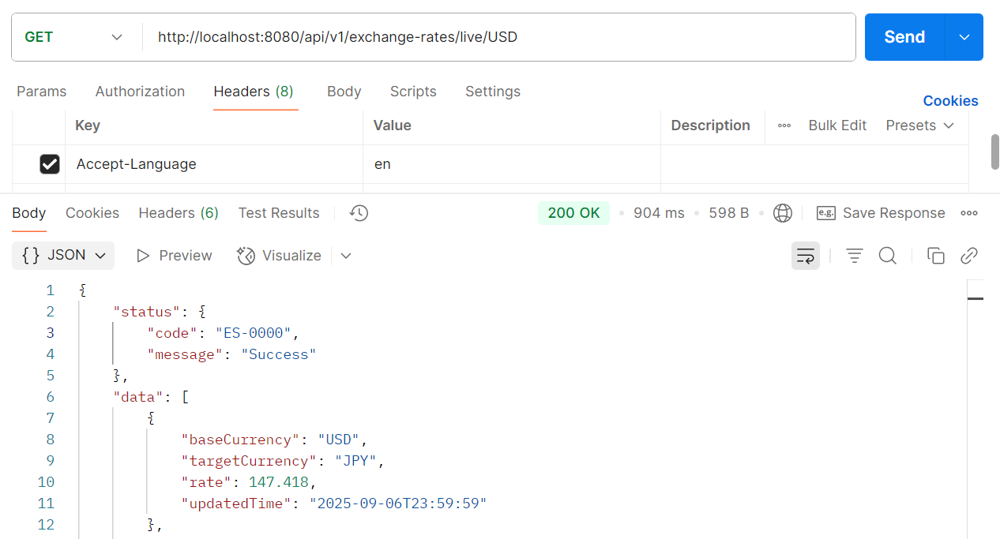 GET http://localhost:8080/api/v1/exchange-rates/live/USD Send
Params Authorization Headers (8) Body Scripts Settings Cookies
Key Value Description Bulk Edit Presets
Accept-Language en
Body Cookies Headers (6) Test Results 200 OK 904 ms 598 B e.g. Save Response
{} JSON Preview Visualize
1 {
2 "status": {
3 "code": "ES-0000",
4 "message": "Success"
5 },
6 "data": [
7 {
8 "baseCurrency": "USD",
9 "targetCurrency": "JPY",
10 "rate": 147.418,
11 "updatedTime": "2025-09-06T23:59:59"
12 },